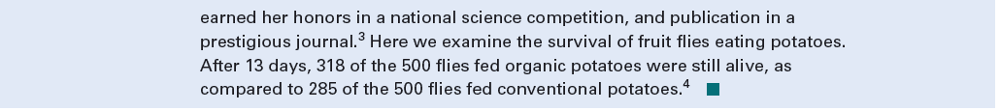 earned her honors in a national science competition, and publication in a
prestigious journal.³ Here we examine the survival of fruit flies eating potatoes.
After 13 days, 318 of the 500 flies fed organic potatoes were still alive, as
compared to 285 of the 500 flies fed conventional potatoes.⁴ ■